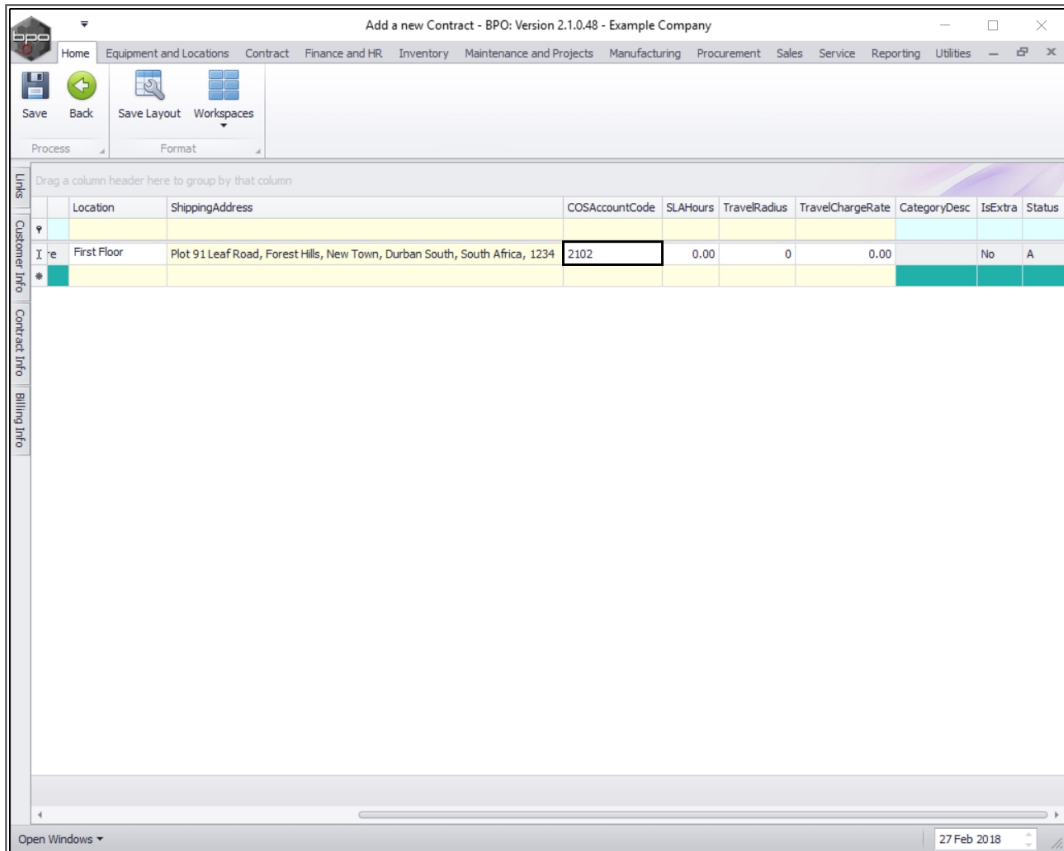 Add a new Contract - BPO: Version 2.1.0.48 - Example Company
bpo
Home Equipment and Locations Contract Finance and HR Inventory Maintenance and Projects Manufacturing Procurement Sales Service Reporting Utilities
Save Back Save Layout Workspaces
Process Format
Links
Customer Info
Contract Info
Billing Info
Drag a column header here to group by that column
Location ShippingAddress COSAccountCode SLAHours TravelRadius TravelChargeRate CategoryDesc IsExtra Status
re First Floor Plot 91 Leaf Road, Forest Hills, New Town, Durban South, South Africa, 1234 2102 0.00 0 0.00 No A
Open Windows 27 Feb 2018